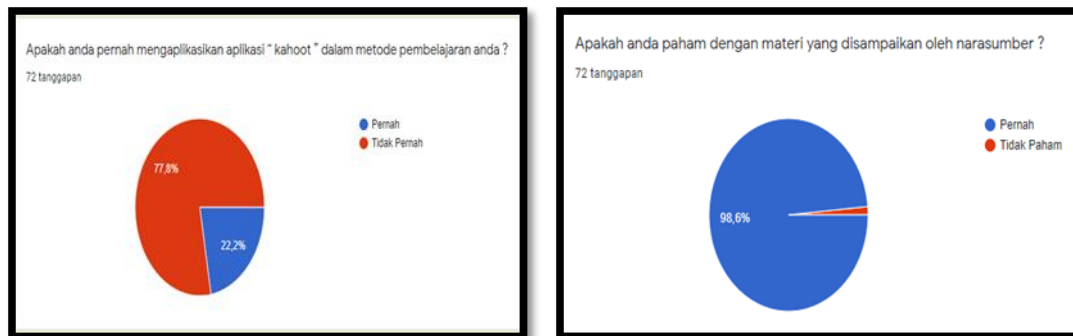 Apakah anda pernah mengaplikasikan aplikasi “ kahoot ” dalam metode pembelajaran anda ?
72 tanggapan
Pernah
Tidak Pernah
77,8%
22,2%
Apakah anda paham dengan materi yang disampaikan oleh narasumber ?
72 tanggapan
Pernah
Tidak Paham
98,6%